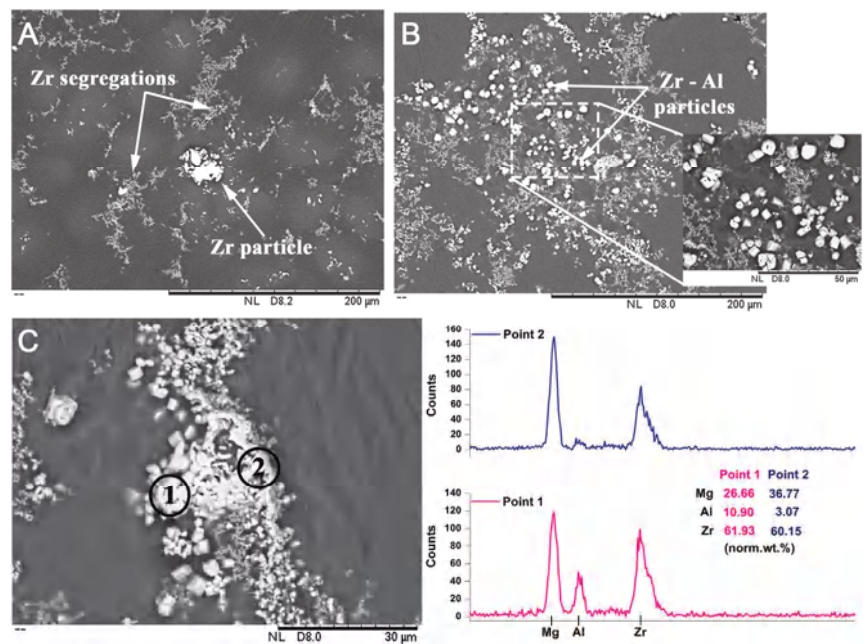 A
Zr segregations
Zr particle
NL D8.2 200 µm
B
Zr - Al
particles
NL D8.0 200 µm
NL D8.0 50 µm
C
1
2
NL D8.0 30 µm
160
140
120
100
80
60
40
20
0
Counts
Point 2
Point 1 Point 2
Mg 26.66 36.77
Al 10.90 3.07
Zr 61.93 60.15
(norm.wt.%)
140
120
100
80
60
40
20
0
Counts
Point 1
Mg Al Zr